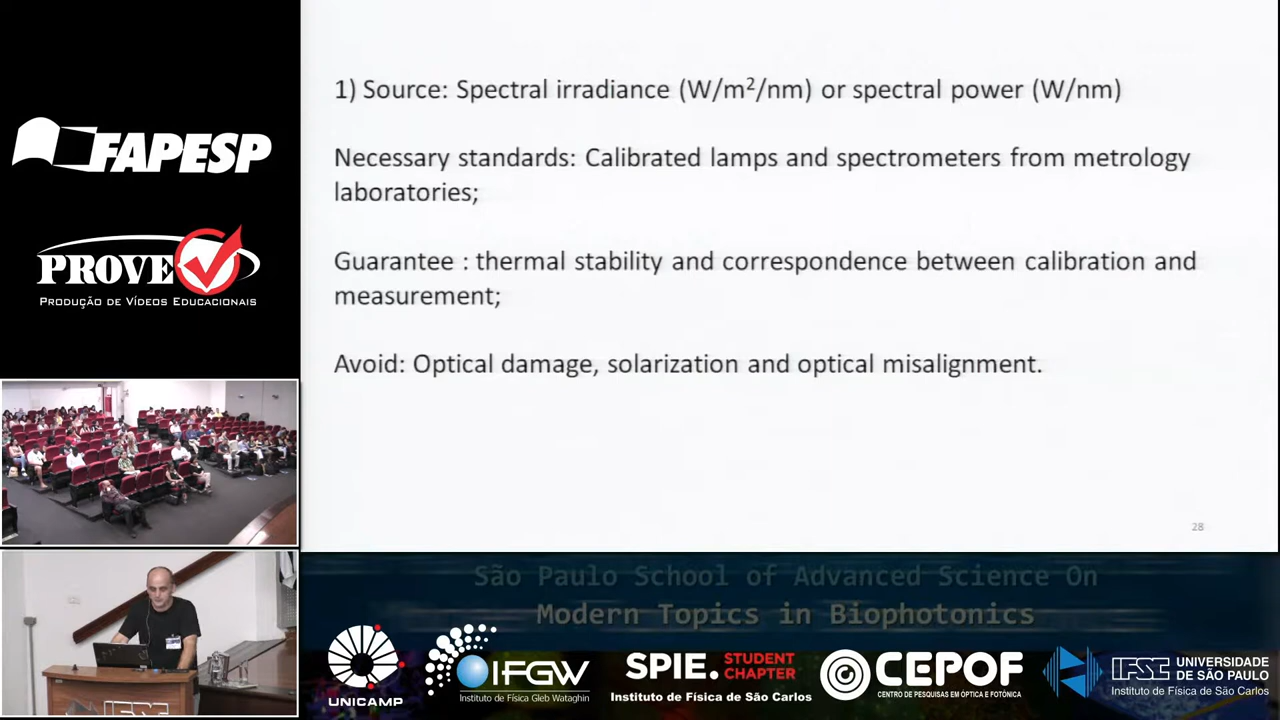 1) Source: Spectral irradiance (W/m²/nm) or spectral power (W/nm)
Necessary standards: Calibrated lamps and spectrometers from metrology
laboratories;
Guarantee : thermal stability and correspondence between calibration and
measurement;
Avoid: Optical damage, solarization and optical misalignment.
28
FAPESP
PROVE
PRODUÇÃO DE VÍDEOS EDUCACIONAIS
IFSC
São Paulo School of Advanced Science On
Modern Topics in Biophotonics
UNICAMP
IFGW
Instituto de Física Gleb Wataghin
SPIE. STUDENT
CHAPTER
Instituto de Física de São Carlos
CEPOF
CENTRO DE PESQUISAS EM ÓPTICA E FOTÔNICA
IFSC UNIVERSIDADE
DE SÃO PAULO
Instituto de Física de São Carlos